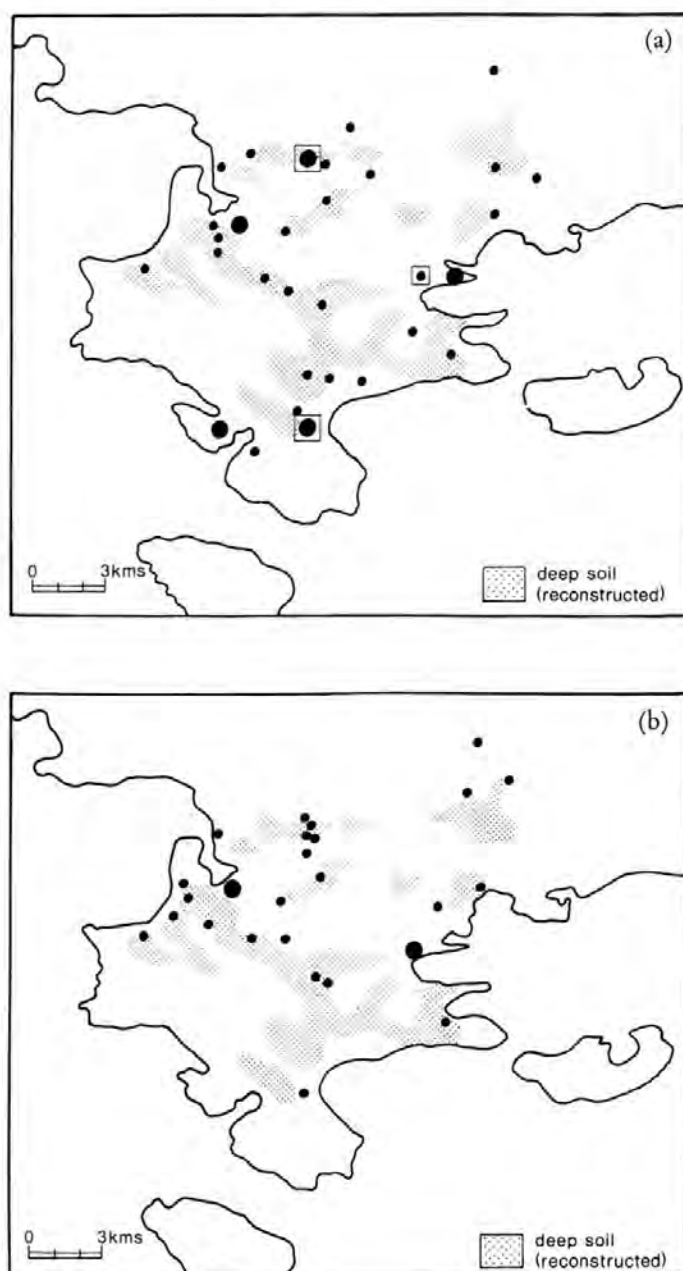 (a)
0 3kms
deep soil
(reconstructed)
(b)
0 3kms
deep soil
(reconstructed)